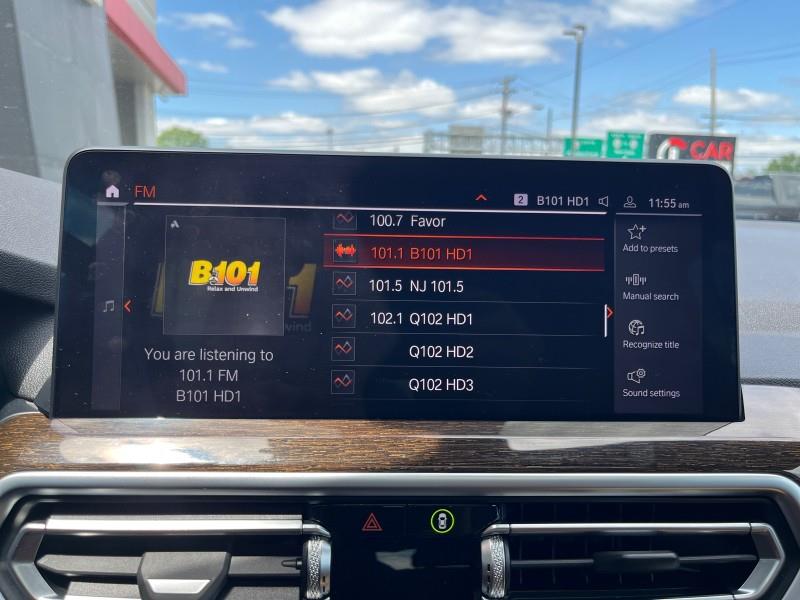 FM
2 B101 HD1
11:55 am
B101
Relax and Unwind
You are listening to
101.1 FM
B101 HD1
100.7 Favor
101.1 B101 HD1
101.5 NJ 101.5
102.1 Q102 HD1
Q102 HD2
Q102 HD3
Add to presets
Manual search
Recognize title
Sound settings
CAR